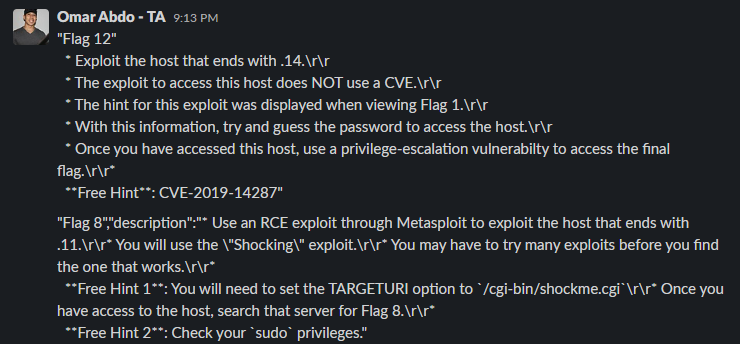 Omar Abdo - TA 9:13 PM
"Flag 12"
* Exploit the host that ends with .14.\r\r
* The exploit to access this host does NOT use a CVE.\r\r
* The hint for this exploit was displayed when viewing Flag 1.\r\r
* With this information, try and guess the password to access the host.\r\r
* Once you have accessed this host, use a privilege-escalation vulnerabilty to access the final
flag.\r\r*
**Free Hint**: CVE-2019-14287"
"Flag 8","description":"* Use an RCE exploit through Metasploit to exploit the host that ends with
.11.\r\r* You will use the \"Shocking\" exploit.\r\r* You may have to try many exploits before you find
the one that works.\r\r*
**Free Hint 1**: You will need to set the TARGETURI option to `/cgi-bin/shockme.cgi`\r\r* Once you
have access to the host, search that server for Flag 8.\r\r*
**Free Hint 2**: Check your `sudo` privileges."